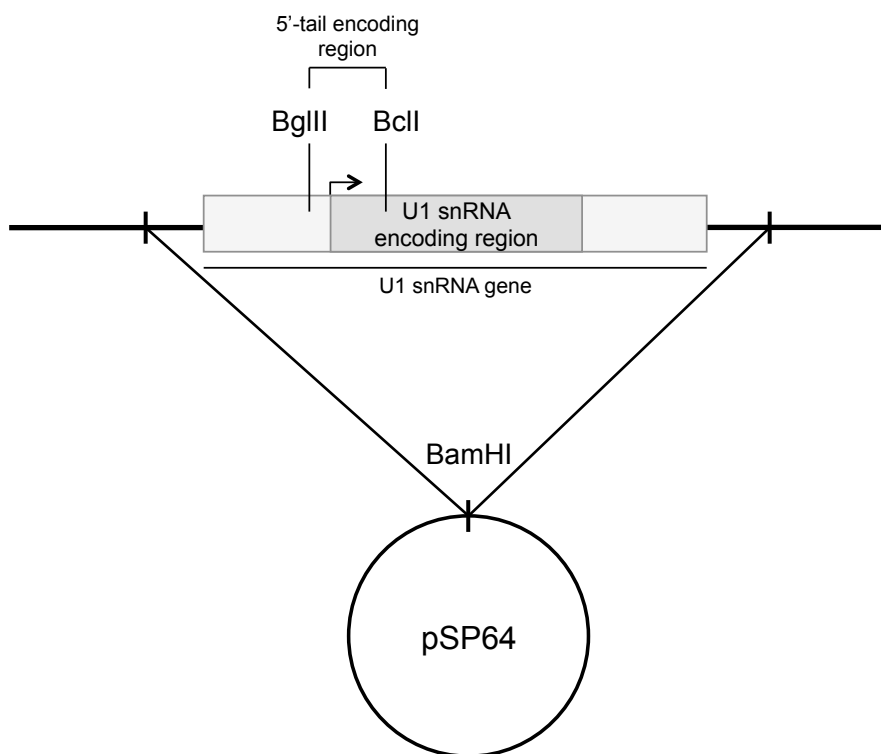 5’-tail encoding
region
BglII BclI
U1 snRNA
encoding region
U1 snRNA gene
BamHI
pSP64